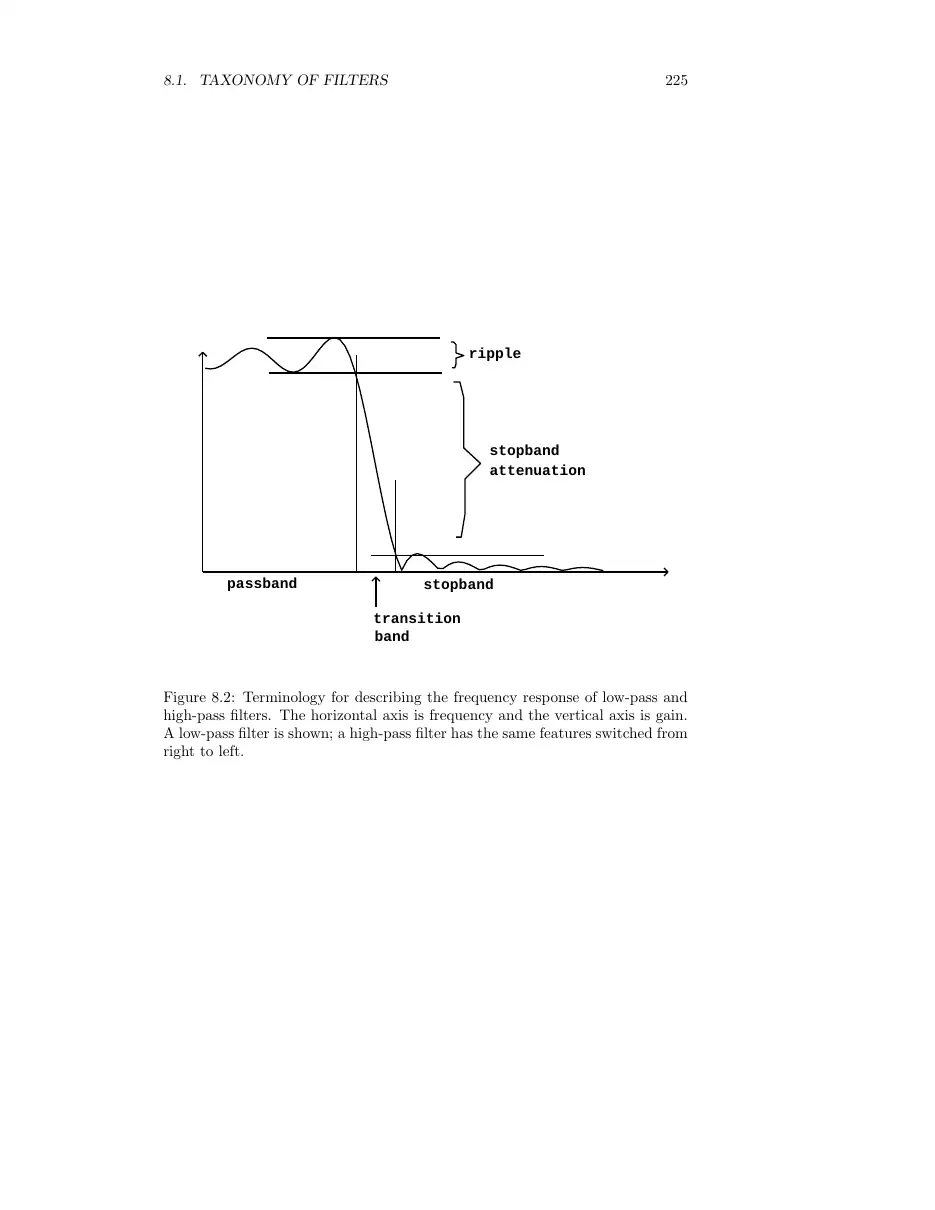 8.1. TAXONOMY OF FILTERS 225
ripple
stopband
attenuation
passband
stopband
transition
band
Figure 8.2: Terminology for describing the frequency response of low-pass and
high-pass filters. The horizontal axis is frequency and the vertical axis is gain.
A low-pass filter is shown; a high-pass filter has the same features switched from
right to left.